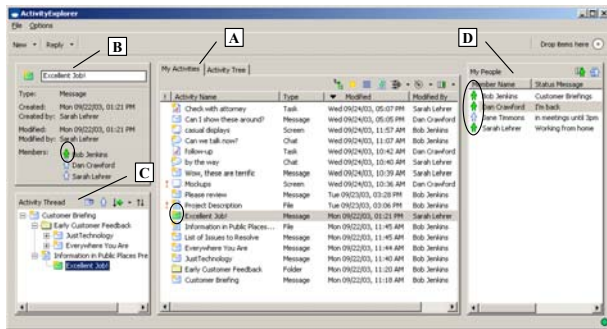 ActivityExplorer
File Options
New Reply Drop items here
A
B
C
D
Excellent Job!
Type: Message
Created: Mon 09/22/03, 01:21 PM
Created by: Sarah Lehrer
Modified: Mon 09/22/03, 01:21 PM
Modified by: Sarah Lehrer
Members: Bob Jenkins
Dan Crawford
Sarah Lehrer
Activity Thread
Customer Briefing
Early Customer Feedback
JustTechnology
Everywhere You Are
Information in Public Places Pre
Excellent Job!
My Activities Activity Tree
! Activity Name Type Modified Modified By
Check with attorney Task Wed 09/24/03, 05:07 PM Sarah Lehrer
Can I show these around? Message Wed 09/24/03, 05:05 PM Dan Crawford
casual displays Screen Wed 09/24/03, 11:57 AM Bob Jenkins
Can we talk now? Chat Wed 09/24/03, 11:07 AM Bob Jenkins
follow-up Task Wed 09/24/03, 10:42 AM Dan Crawford
by the way Chat Wed 09/24/03, 10:40 AM Sarah Lehrer
Wow, these are terrific Message Wed 09/24/03, 10:39 AM Sarah Lehrer
! Mockups Screen Wed 09/24/03, 10:36 AM Dan Crawford
Please review Message Tue 09/23/03, 03:28 PM Bob Jenkins
! Project Description File Tue 09/23/03, 03:06 PM Bob Jenkins
Excellent Job! Message Mon 09/22/03, 01:21 PM Sarah Lehrer
Information in Public Places... File Mon 09/22/03, 11:45 AM Bob Jenkins
List of Issues to Resolve Message Mon 09/22/03, 11:45 AM Bob Jenkins
Everywhere You Are Message Mon 09/22/03, 11:44 AM Bob Jenkins
JustTechnology Message Mon 09/22/03, 11:40 AM Bob Jenkins
Early Customer Feedback Folder Mon 09/22/03, 11:20 AM Bob Jenkins
Customer Briefing Message Mon 09/22/03, 11:18 AM Bob Jenkins
My People
Member Name Status Message
Bob Jenkins Customer Briefings
Dan Crawford I'm back
Jane Timmons in meetings until 3pm
Sarah Lehrer Working from home